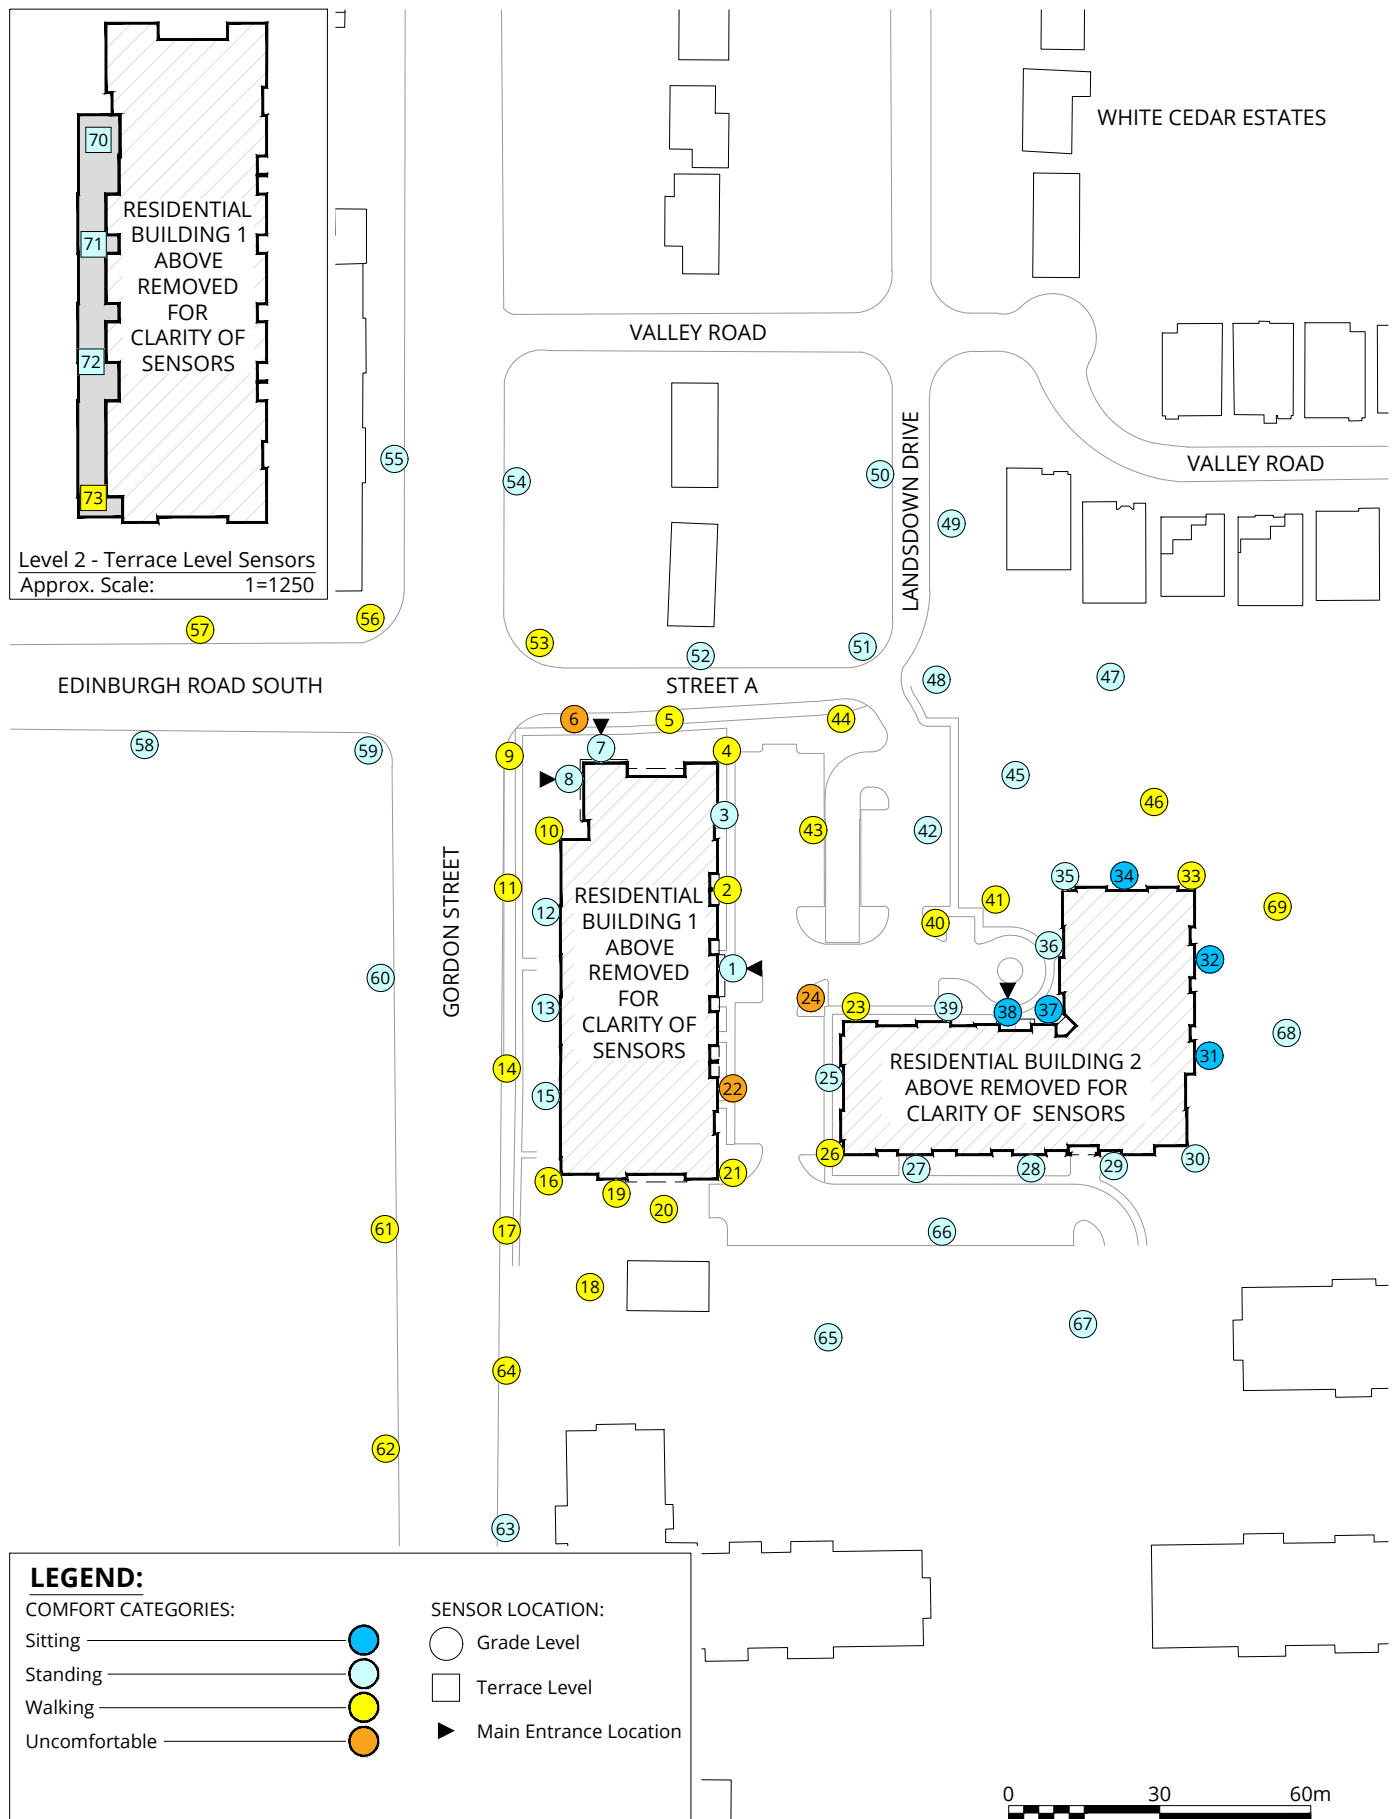 70
RESIDENTIAL
BUILDING 1
ABOVE
REMOVED
FOR
CLARITY OF
SENSORS
71
72
73
Level 2 - Terrace Level Sensors
Approx. Scale: 1=1250
WHITE CEDAR ESTATES
VALLEY ROAD
LANDSDOWN DRIVE
VALLEY ROAD
55
54
50
49
57
56
53
52
51
EDINBURGH ROAD SOUTH
STREET A
48
47
58
59
6
5
44
9
7
4
8
45
46
10
3
43
42
GORDON STREET
11
12
2
RESIDENTIAL
BUILDING 1
ABOVE
REMOVED
FOR
CLARITY OF
SENSORS
35
34
33
41
40
69
36
32
60
1
13
24
23
39
38
37
68
31
RESIDENTIAL BUILDING 2
ABOVE REMOVED FOR
CLARITY OF SENSORS
14
15
22
25
26
27
28
29
30
16
19
21
20
61
17
66
18
65
67
64
62
63
LEGEND:
COMFORT CATEGORIES:
Sitting
Standing
Walking
Uncomfortable
SENSOR LOCATION:
Grade Level
Terrace Level
Main Entrance Location
0 30 60m